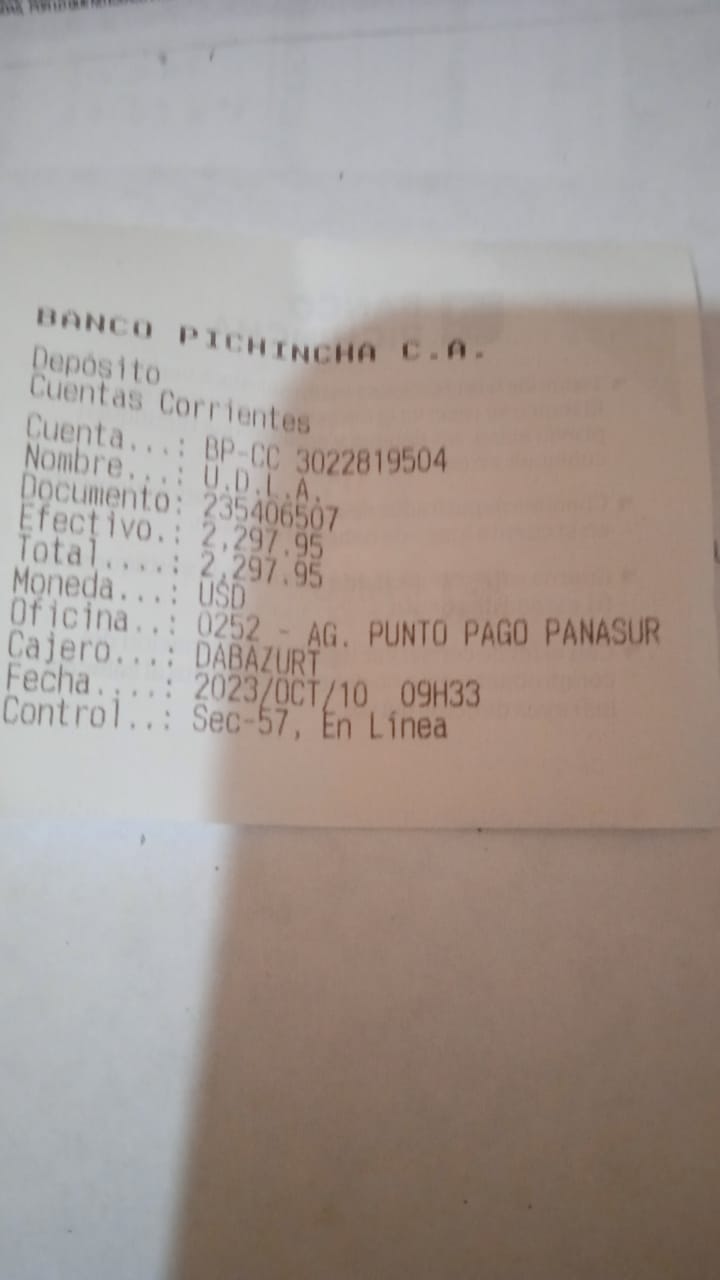 BANCO PICHINCHA C.A.
Depósito
Cuentas Corrientes
Cuenta...: BP-CC 3022819504
Nombre...: U.D.L.A.
Documento: 235406507
Efectivo.: 2,297.95
Total....: 2,297.95
Moneda...: USD
Oficina..: 0252 - AG. PUNTO PAGO PANASUR
Cajero...: DABAZURT
Fecha....: 2023/OCT/10 09H33
Control..: Sec-57, En Línea